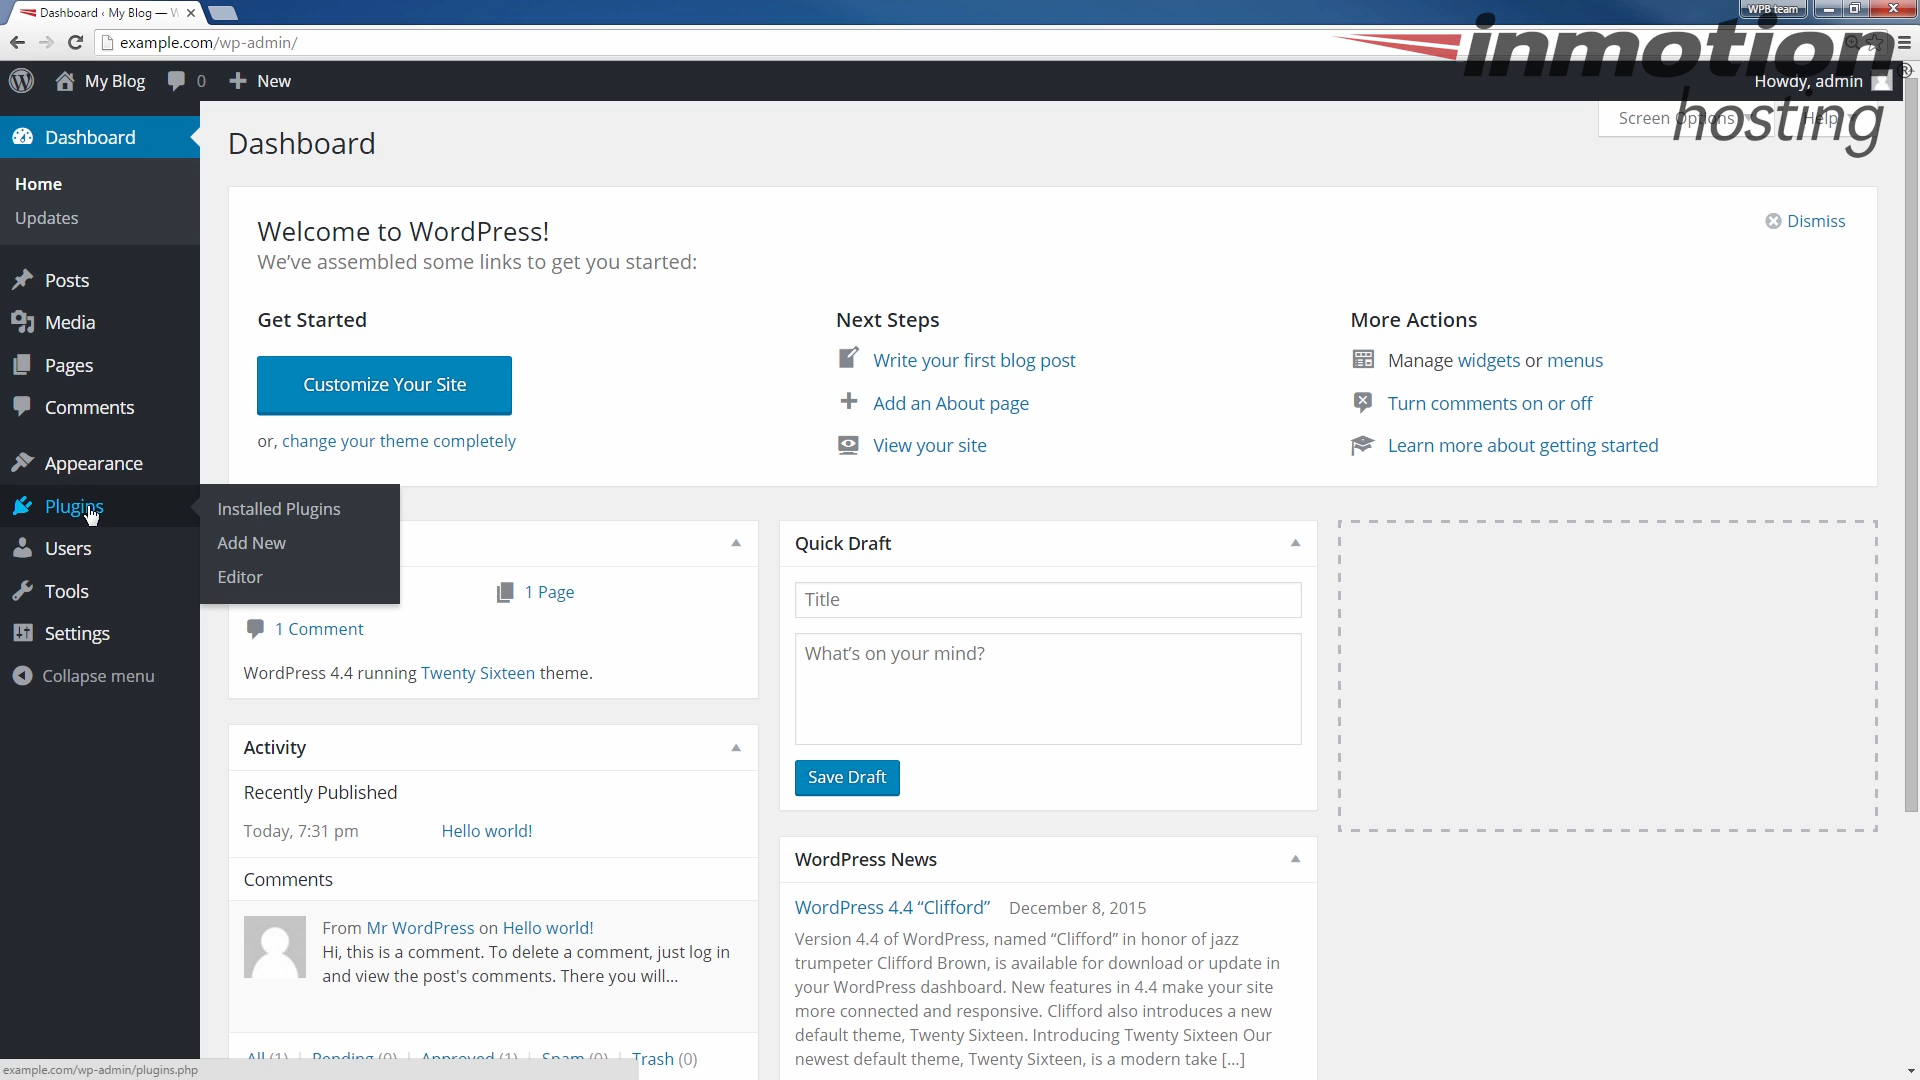 Dashboard ‹ My Blog — W
WPB team
example.com/wp-admin/
inmotion
hosting
®
My Blog
0
New
Howdy, admin
Screen Options
Help
Dashboard
Home
Updates
Posts
Media
Pages
Comments
Appearance
Plugins
Users
Tools
Settings
Collapse menu
Installed Plugins
Add New
Editor
Dashboard
Welcome to WordPress!
We’ve assembled some links to get you started:
Dismiss
Get Started
Customize Your Site
or, change your theme completely
Next Steps
Write your first blog post
Add an About page
View your site
More Actions
Manage widgets or menus
Turn comments on or off
Learn more about getting started
1 Page
1 Comment
WordPress 4.4 running Twenty Sixteen theme.
Activity
Recently Published
Today, 7:31 pm Hello world!
Comments
From Mr WordPress on Hello world!
Hi, this is a comment. To delete a comment, just log in
and view the post's comments. There you will...
All (1) | Pending (0) | Approved (1) | Spam (0) | Trash (0)
Quick Draft
Title
What’s on your mind?
Save Draft
WordPress News
WordPress 4.4 “Clifford” December 8, 2015
Version 4.4 of WordPress, named “Clifford” in honor of jazz
trumpeter Clifford Brown, is available for download or update in
your WordPress dashboard. New features in 4.4 make your site
more connected and responsive. Clifford also introduces a new
default theme, Twenty Sixteen. Introducing Twenty Sixteen Our
newest default theme, Twenty Sixteen, is a modern take [...]
example.com/wp-admin/plugins.php